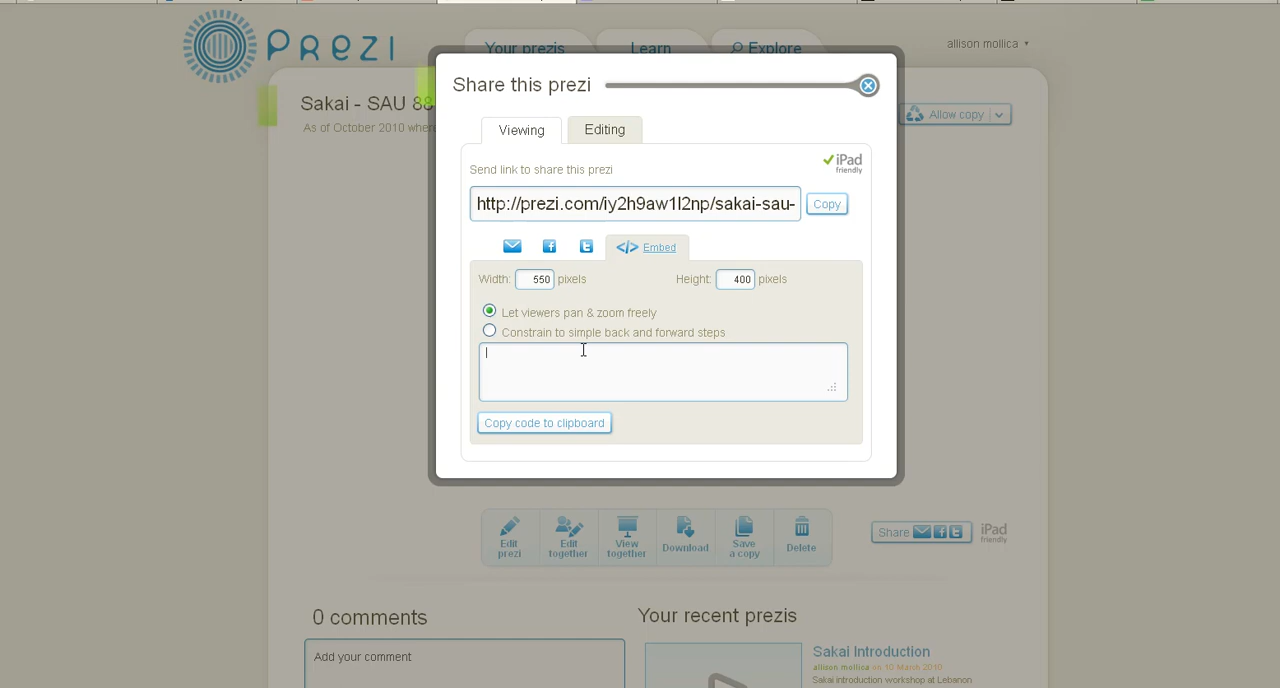 Prezi
Your prezis
Learn
Explore
allison mollica
Sakai - SAU 88
As of October 2010
Allow copy
Share this prezi
Viewing
Editing
Send link to share this prezi
iPad
friendly
http://prezi.com/iy2h9aw1l2np/sakai-sau-
Copy
</> Embed
Width: 550 pixels
Height: 400 pixels
Let viewers pan & zoom freely
Constrain to simple back and forward steps
Copy code to clipboard
Edit
prezi
Edit
together
View
together
Download
Save
a copy
Delete
Share
iPad
friendly
0 comments
Add your comment
Your recent prezis
Sakai Introduction
allison mollica on 10 March 2010
Sakai introduction workshop at Lebanon